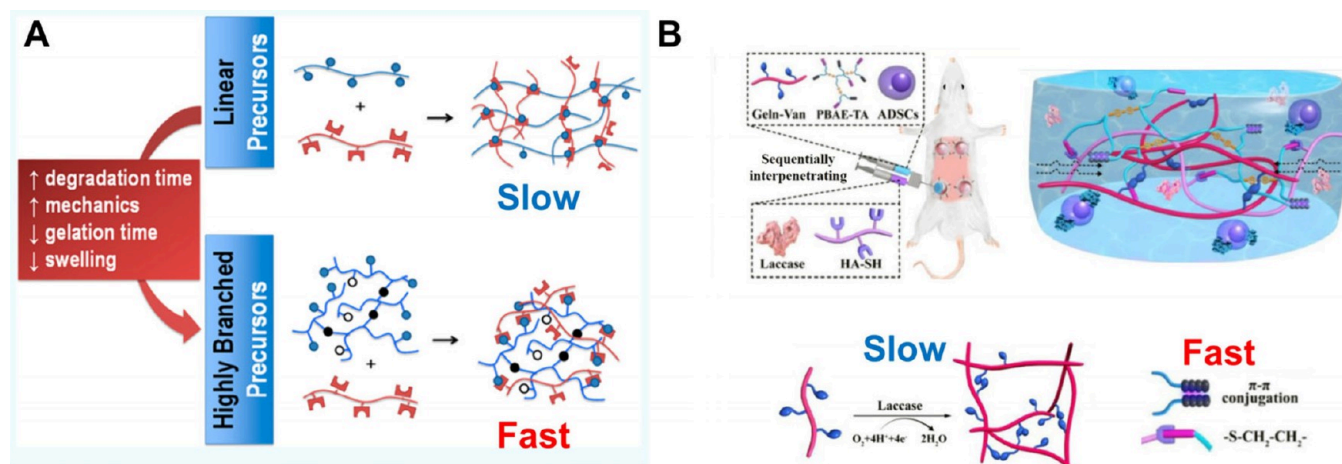 A
Linear
Precursors
+
Slow
↑ degradation time
↑ mechanics
↓ gelation time
↓ swelling
Highly Branched
Precursors
+
Fast
B
Geln-Van PBAE-TA ADSCs
Sequentially
interpenetrating
Laccase HA-SH
Slow
Laccase
O₂+4H⁺+4e⁻ 2H₂O
Fast
π-π
conjugation
-S-CH₂-CH₂-